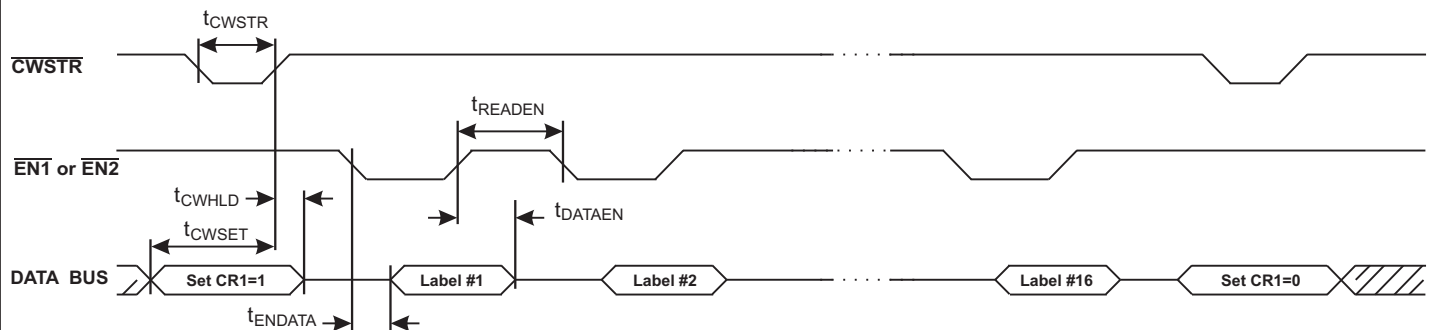 tCWSTR
CWSTR
tREADEN
EN1 or EN2
tCWHLD
tDATAEN
tCWSET
DATA BUS
Set CR1=1
Label #1
Label #2
Label #16
Set CR1=0
tENDATA